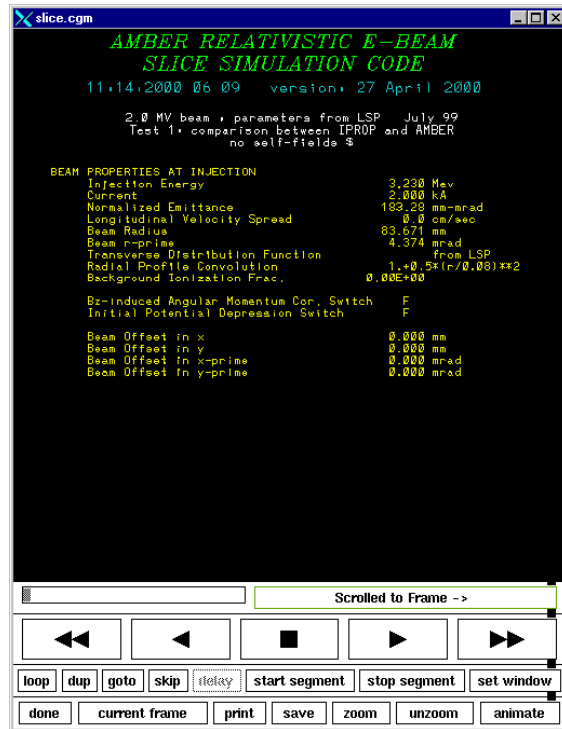 slice.cgm
AMBER RELATIVISTIC E-BEAM
SLICE SIMULATION CODE
11:14:2000 06 09 version: 27 April 2000
2.0 MV beam , parameters from LSP July 99
Test 1: comparison between IPROP and AMBER
no self-fields $
BEAM PROPERTIES AT INJECTION
Injection Energy 3.230 Mev
Current 2.000 kA
Normalized Emittance 183.28 mm-mrad
Longitudinal Velocity Spread 0.0 cm/sec
Beam Radius 83.671 mm
Beam r-prime 4.374 mrad
Transverse Distribution Function from LSP
Radial Profile Convolution 1.+0.5*(r/0.08)**2
Background Ionization Frac. 0.00E+00
Bz-induced Angular Momentum Cor. Switch F
Initial Potential Depression Switch F
Beam Offset in x 0.000 mm
Beam Offset in y 0.000 mm
Beam Offset in x-prime 0.000 mrad
Beam Offset in y-prime 0.000 mrad
Scrolled to Frame ->
loop dup goto skip delay start segment stop segment set window
done current frame print save zoom unzoom animate